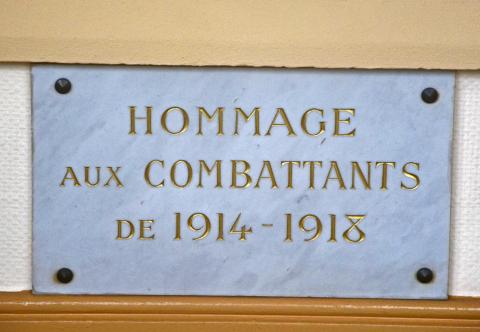 HOMMAGE
AUX COMBATTANTS
DE 1914-1918